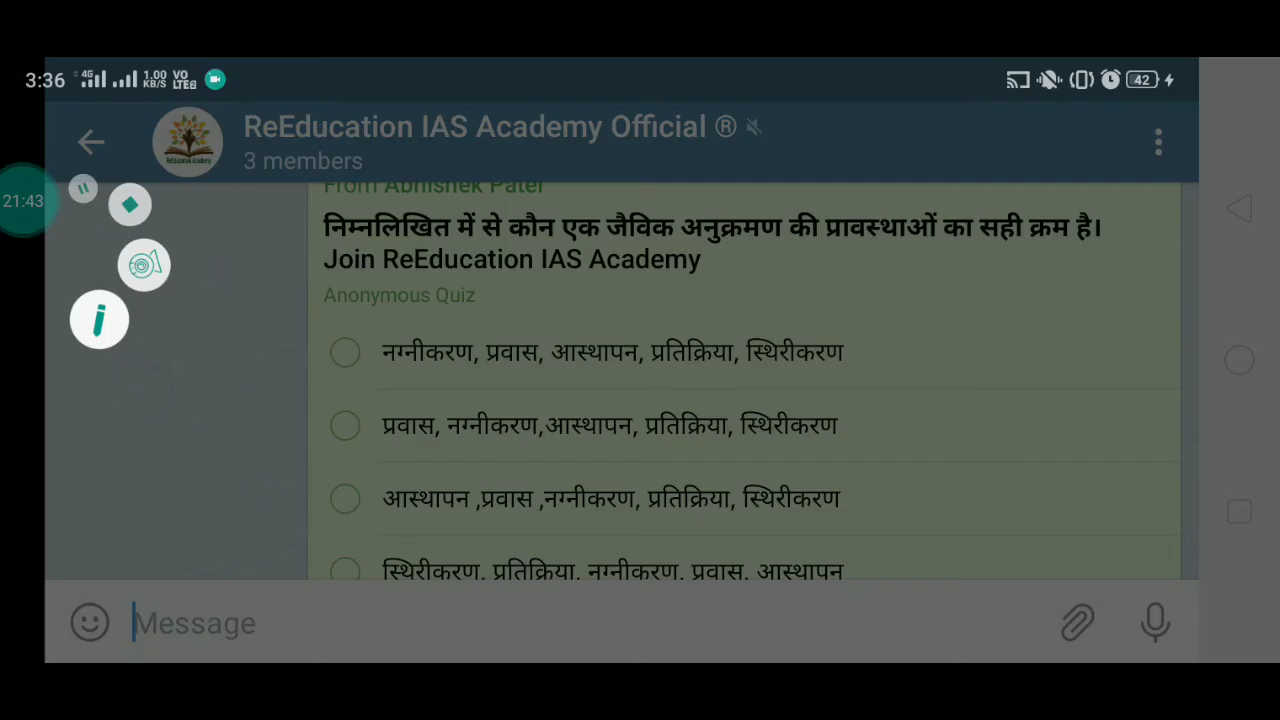 3:36 4G 1.00 KB/S VO LTE2 42
ReEducation IAS Academy Official ®
3 members
21:43
From Abhishek Patel
निम्नलिखित में से कौन एक जैविक अनुक्रमण की प्रावस्थाओं का सही क्रम है।
Join ReEducation IAS Academy
Anonymous Quiz
नग्नीकरण, प्रवास, आस्थापन, प्रतिक्रिया, स्थिरीकरण
प्रवास, नग्नीकरण,आस्थापन, प्रतिक्रिया, स्थिरीकरण
आस्थापन ,प्रवास ,नग्नीकरण, प्रतिक्रिया, स्थिरीकरण
स्थिरीकरण, प्रतिक्रिया, नग्नीकरण, प्रवास, आस्थापन
Message